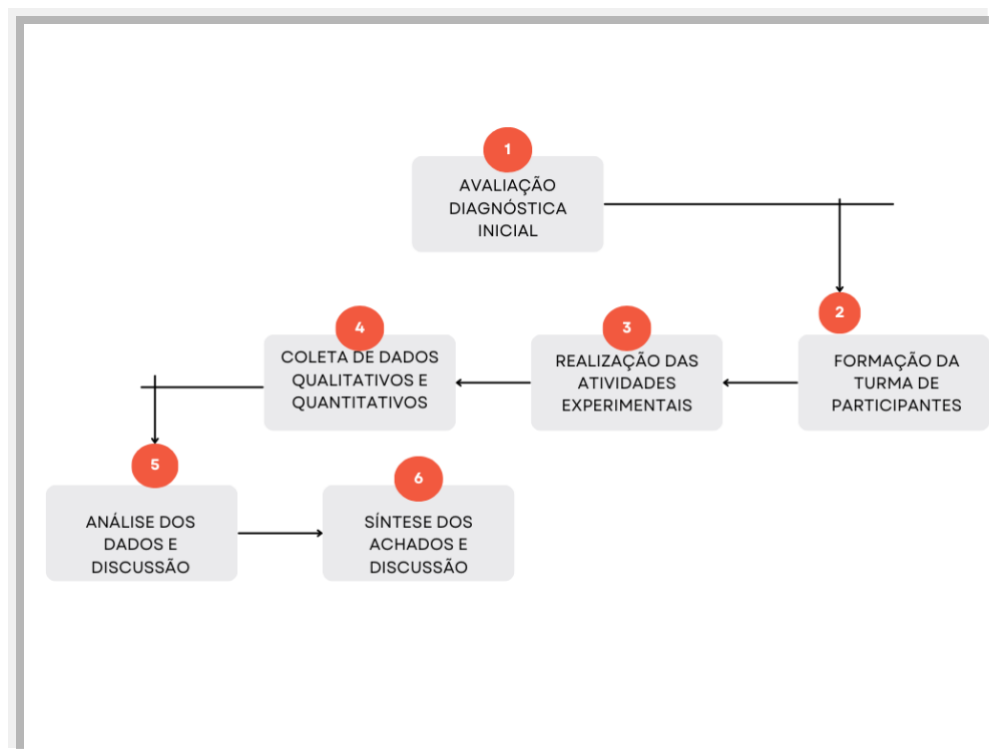 1
AVALIAÇÃO
DIAGNÓSTICA
INICIAL
2
FORMAÇÃO DA
TURMA DE
PARTICIPANTES
3
REALIZAÇÃO DAS
ATIVIDADES
EXPERIMENTAIS
4
COLETA DE DADOS
QUALITATIVOS E
QUANTITATIVOS
5
ANÁLISE DOS
DADOS E
DISCUSSÃO
6
SÍNTESE DOS
ACHADOS E
DISCUSSÃO